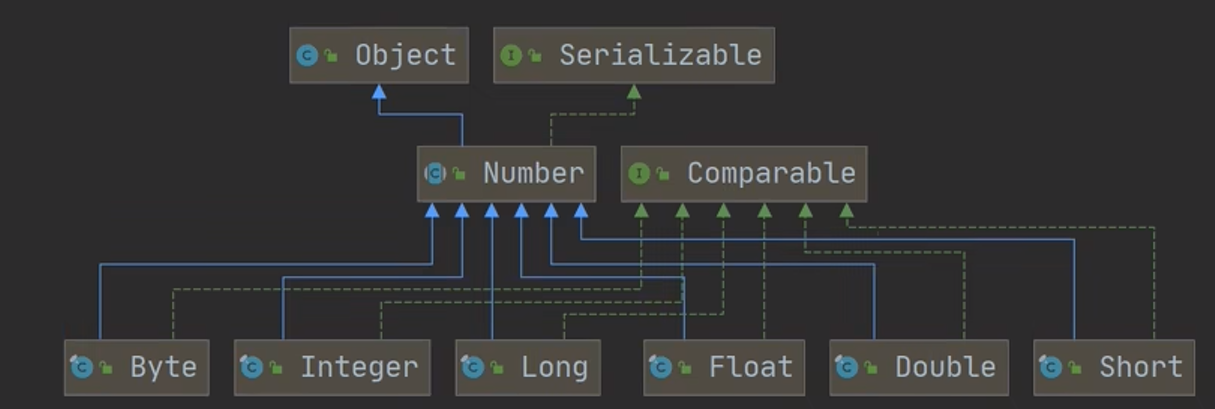 Object Serializable
Number Comparable
Byte Integer Long Float Double Short